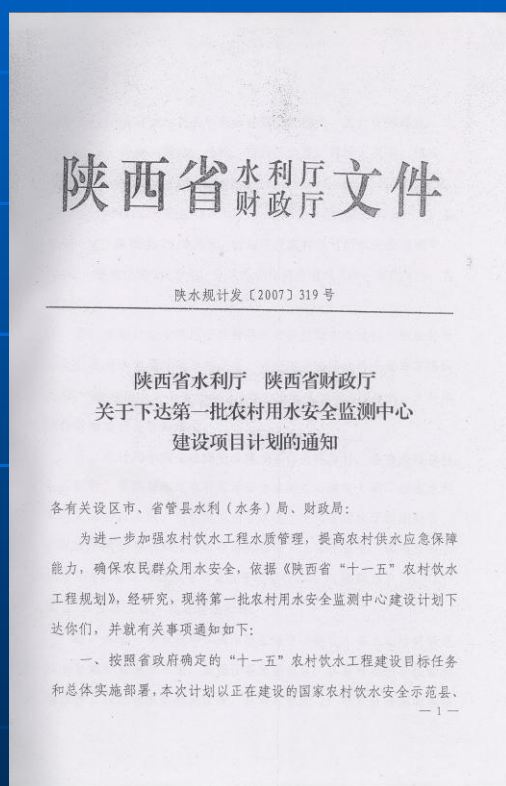 陕西省水利厅财政厅文件
陕水规计发〔2007〕319号
陕西省水利厅 陕西省财政厅
关于下达第一批农村用水安全监测中心
建设项目计划的通知
各有关设区市、省管县水利（水务）局、财政局：
为进一步加强农村饮水工程水质管理，提高农村供水应急保障
能力，确保农民群众用水安全，依据《陕西省“十一五”农村饮水
工程规划》，经研究，现将第一批农村用水安全监测中心建设计划下
达你们，并就有关事项通知如下：
一、按照省政府确定的“十一五”农村饮水工程建设目标任务
和总体实施部署，本次计划以正在建设的国家农村饮水安全示范县、
— 1 —